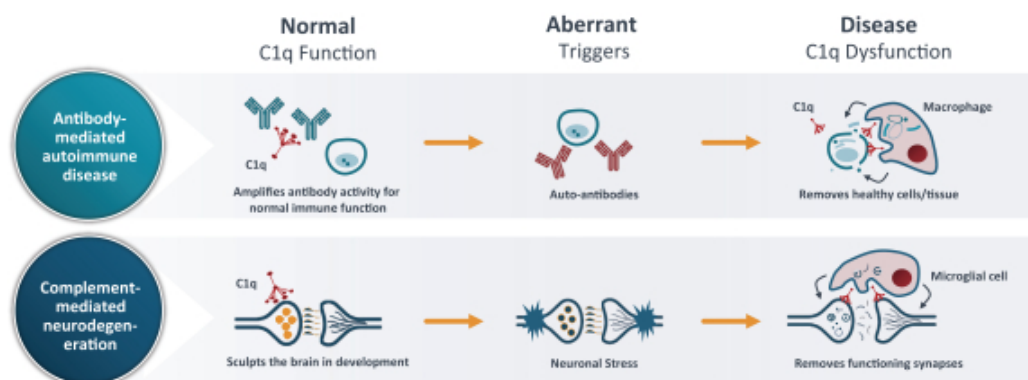 Normal
C1q Function
Aberrant
Triggers
Disease
C1q Dysfunction
Antibody-
mediated
autoimmune
disease
C1q
Amplifies antibody activity for
normal immune function
Auto-antibodies
C1q
Macrophage
Removes healthy cells/tissue
Complement-
mediated
neurodegen-
eration
C1q
Sculpts the brain in development
Neuronal Stress
Microglial cell
Removes functioning synapses